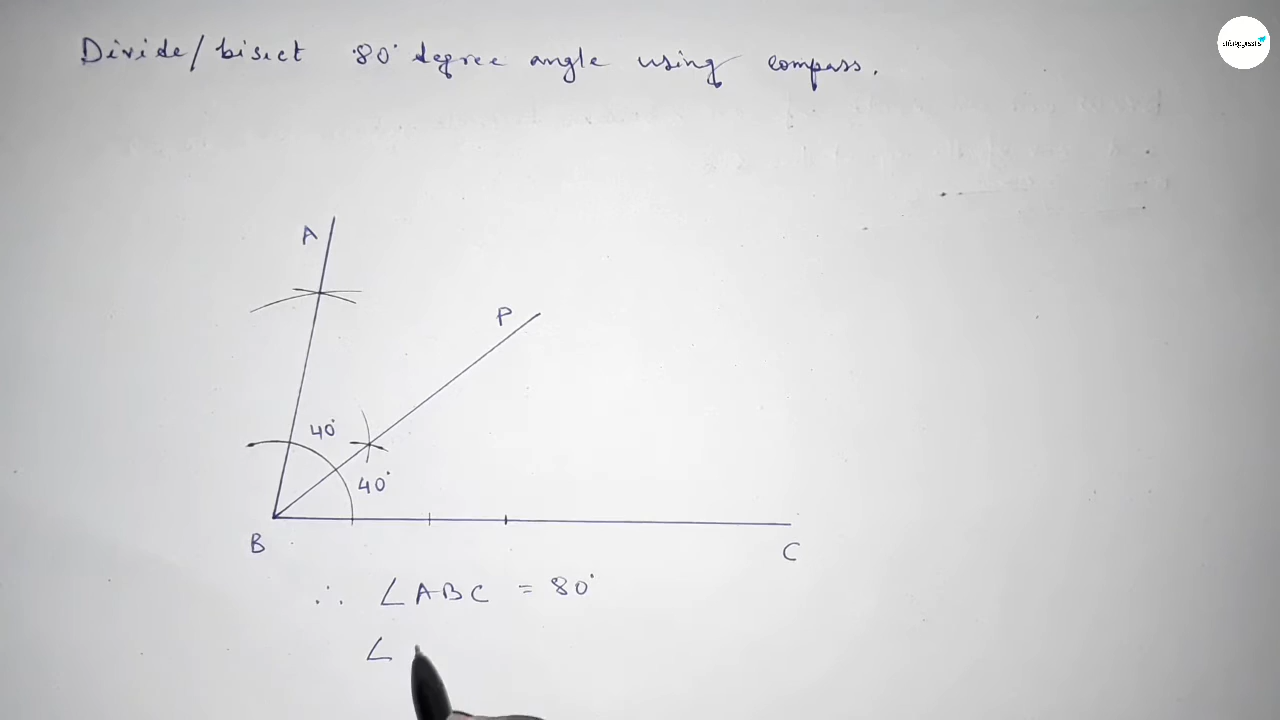 Divide/bisect 80° degree angle using compass.
A
P
40°
40°
B
C
∴ ∠ABC = 80°
∠